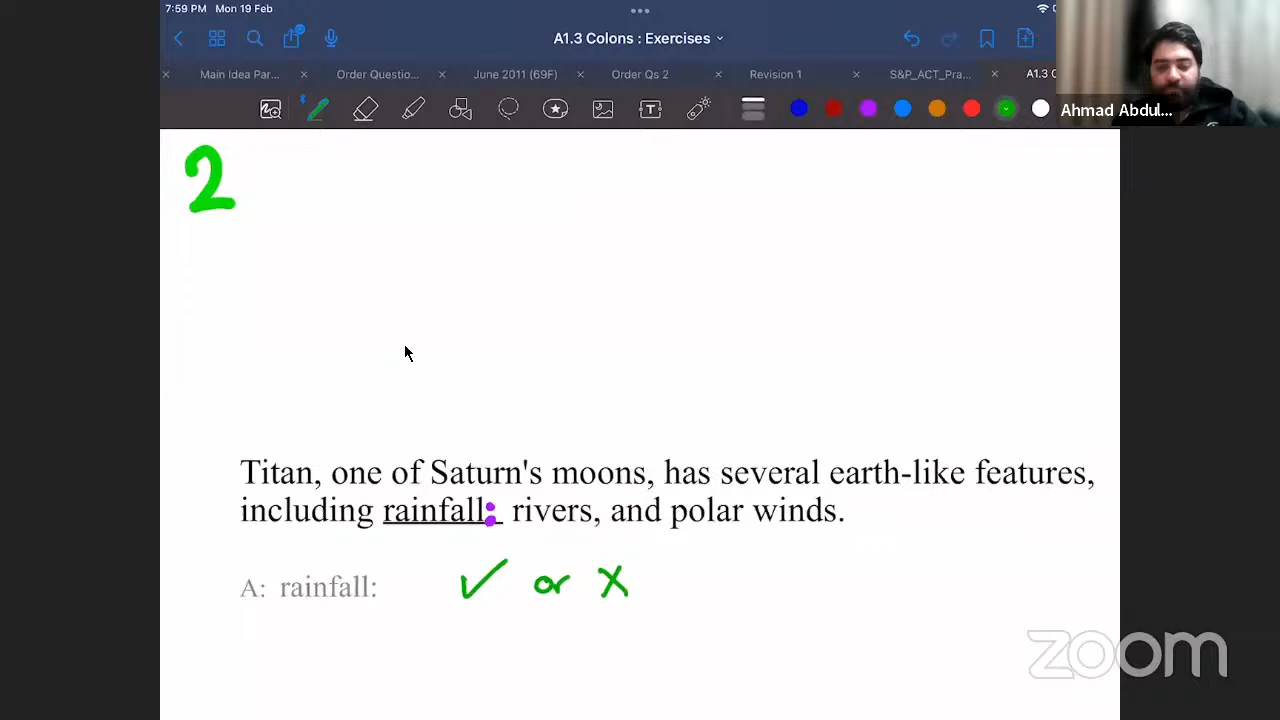 7:59 PM Mon 19 Feb
A1.3 Colons : Exercises
Main Idea Par...
Order Questio...
June 2011 (69F)
Order Qs 2
Revision 1
S&P_ACT_Pra...
A1.3 C
Ahmad Abdul...
2
Titan, one of Saturn's moons, has several earth-like features,
including rainfall: rivers, and polar winds.
A: rainfall: ✓ or X
zoom